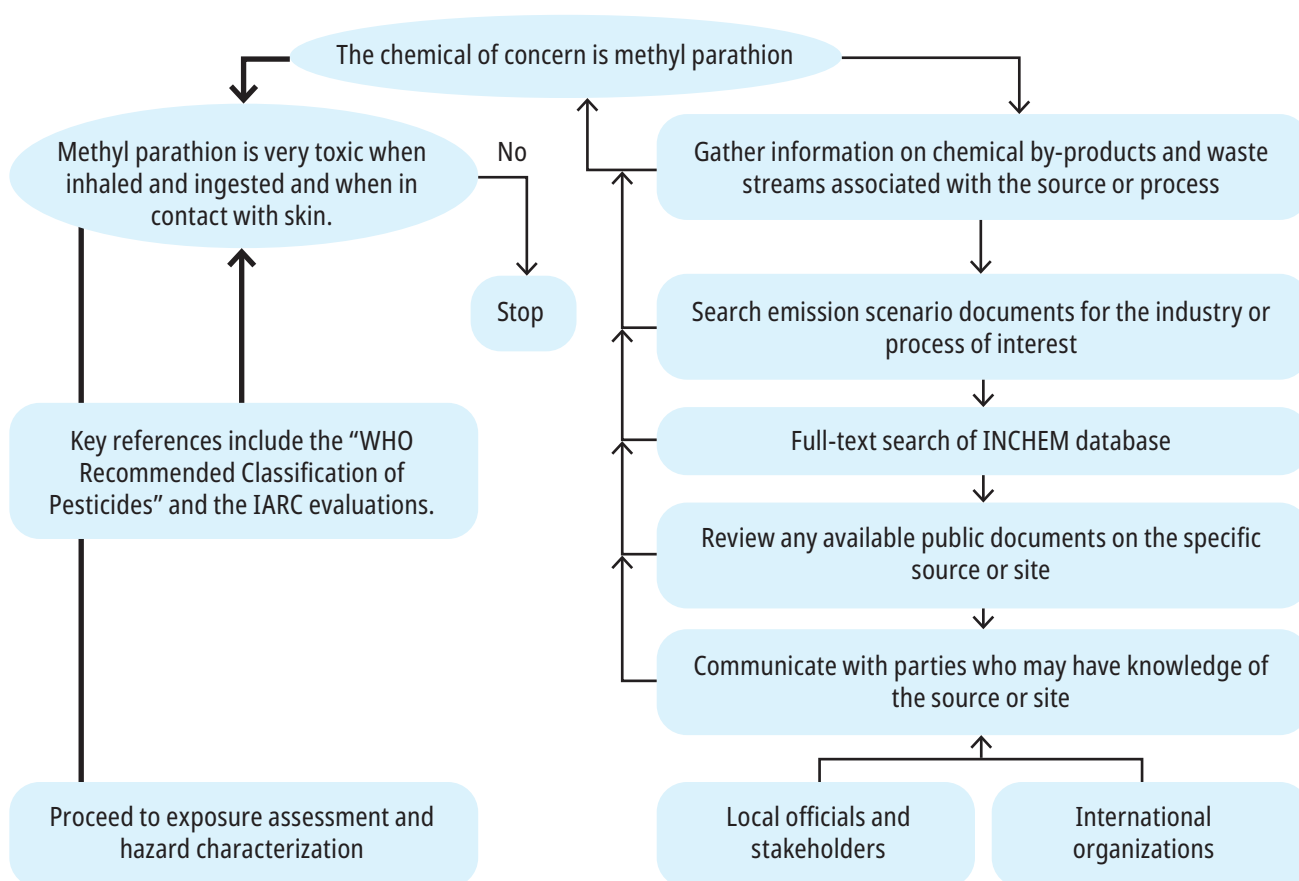 The chemical of concern is methyl parathion
Methyl parathion is very toxic when
inhaled and ingested and when in
contact with skin.
No
Stop
Key references include the “WHO
Recommended Classification of
Pesticides” and the IARC evaluations.
Proceed to exposure assessment and
hazard characterization
Gather information on chemical by-products and waste
streams associated with the source or process
Search emission scenario documents for the industry or
process of interest
Full-text search of INCHEM database
Review any available public documents on the specific
source or site
Communicate with parties who may have knowledge of
the source or site
Local officials and
stakeholders
International
organizations